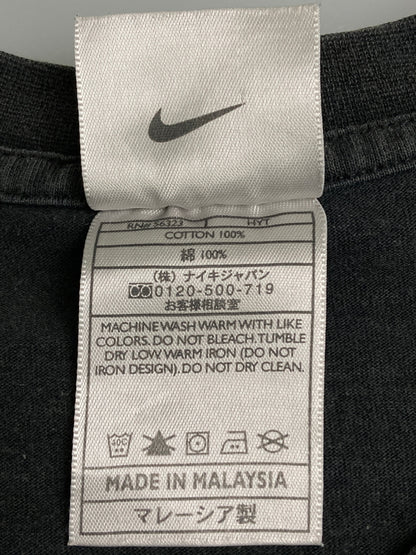 RN# 56323 HYT
COTTON 100%
綿 100%
(株) ナイキジャパン
0120-500-719
お客様相談室
MACHINE WASH WARM WITH LIKE
COLORS. DO NOT BLEACH. TUMBLE
DRY LOW. WARM IRON (DO NOT
IRON DESIGN). DO NOT DRY CLEAN.
40C
MADE IN MALAYSIA
マレーシア製